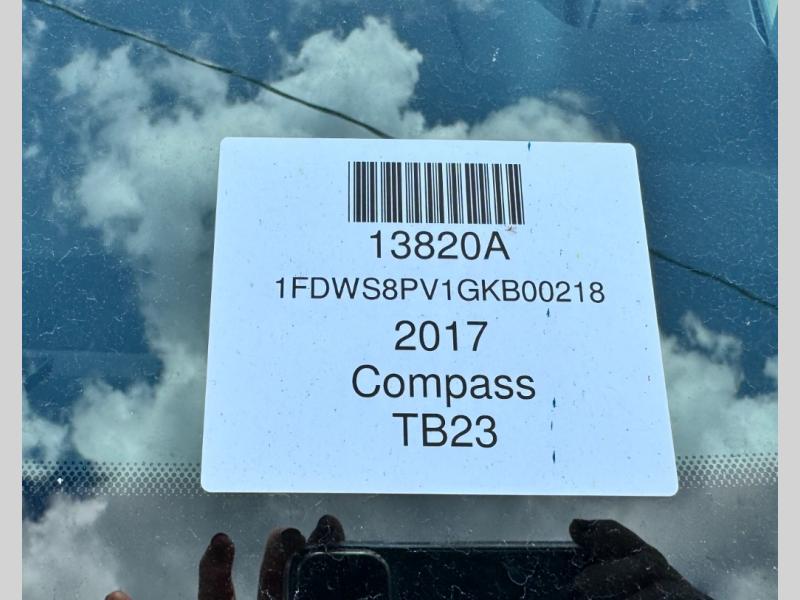 13820A
1FDWS8PV1GKB00218
2017
Compass
TB23